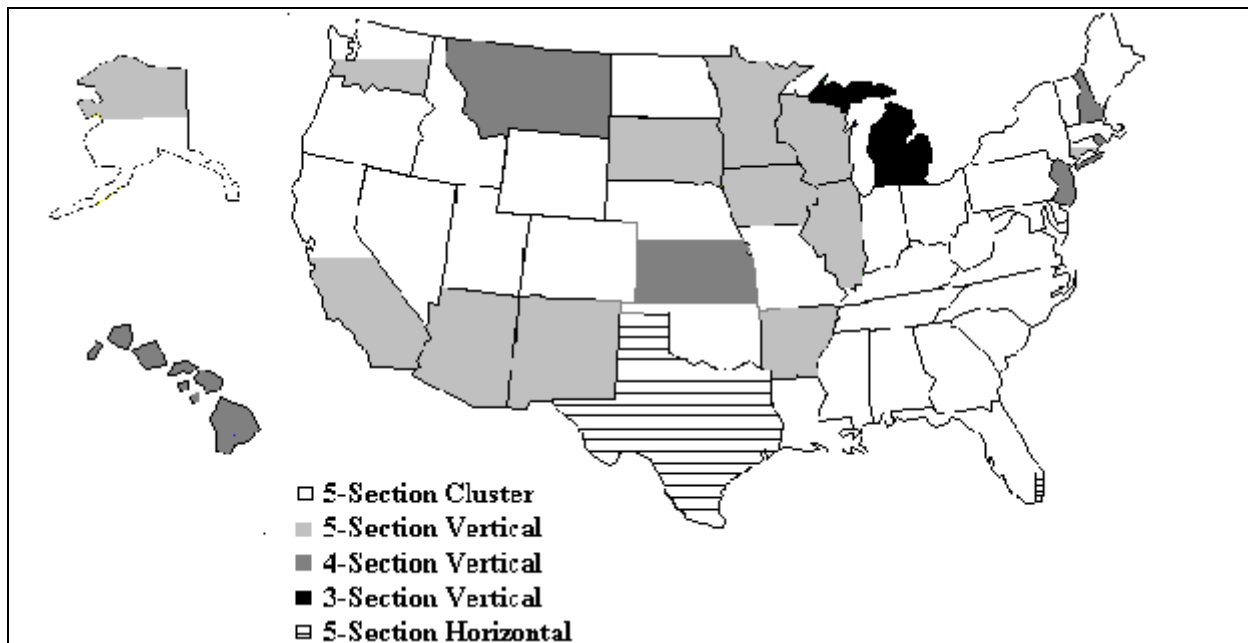 5-Section Cluster
5-Section Vertical
4-Section Vertical
3-Section Vertical
5-Section Horizontal